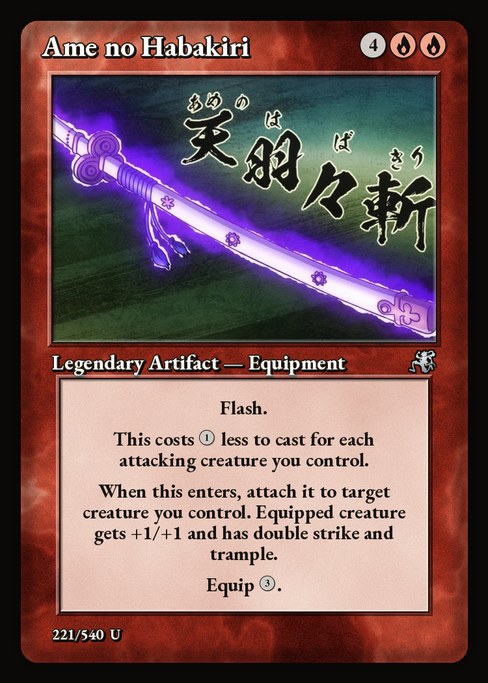 Ame no Habakiri 4
あめの は ば きり
天羽々斬
Legendary Artifact — Equipment
Flash.
This costs 1 less to cast for each
attacking creature you control.
When this enters, attach it to target
creature you control. Equipped creature
gets +1/+1 and has double strike and
trample.
Equip 3.
221/540 U